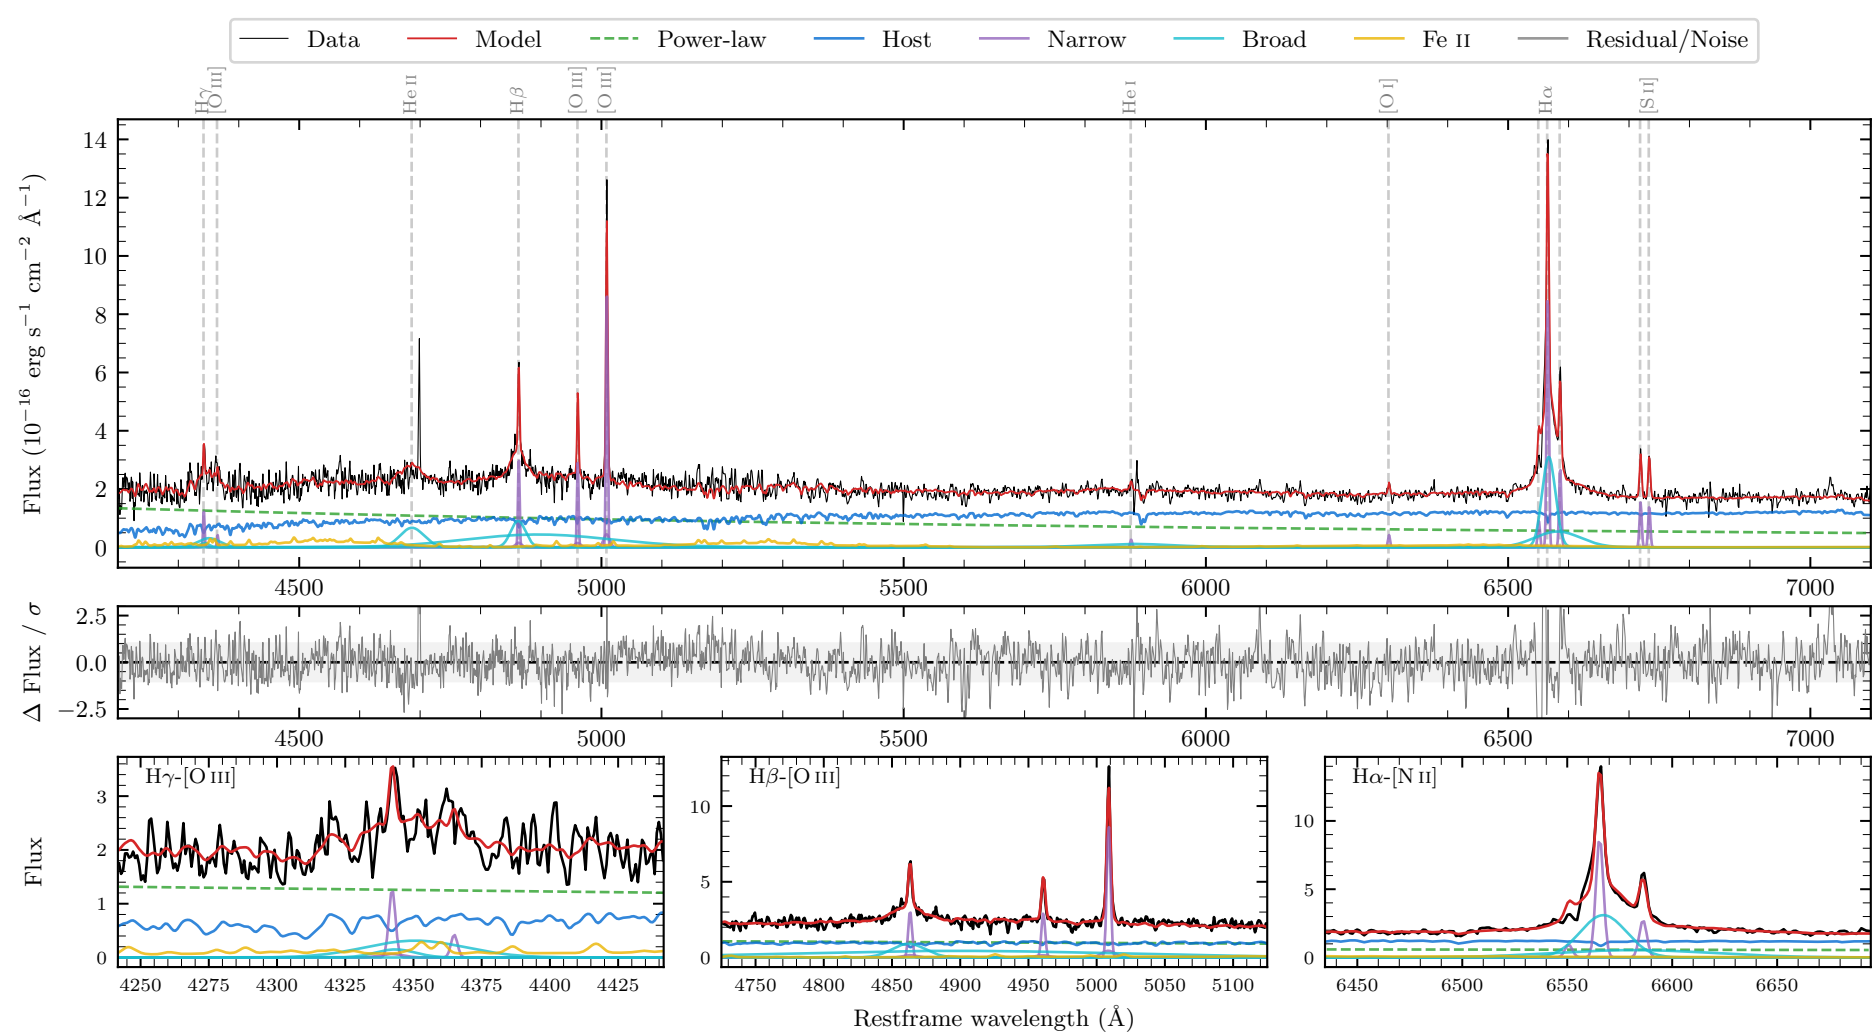 Data Model Power-law Host Narrow Broad Fe II Residual/Noise
Hγ [O III] He II Hβ [O III] [O III] He I [O I] Hα [S II]
Flux (10⁻¹⁶ erg s⁻¹ cm⁻² Å⁻¹)
14
12
10
8
6
4
2
0
4500 5000 5500 6000 6500 7000
Δ Flux / σ
2.5
0.0
−2.5
4500 5000 5500 6000 6500 7000
Flux
Hγ-[O III]
3
2
1
0
4250 4275 4300 4325 4350 4375 4400 4425
Hβ-[O III]
10
5
0
4750 4800 4850 4900 4950 5000 5050 5100
Hα-[N II]
10
5
0
6450 6500 6550 6600 6650
Restframe wavelength (Å)